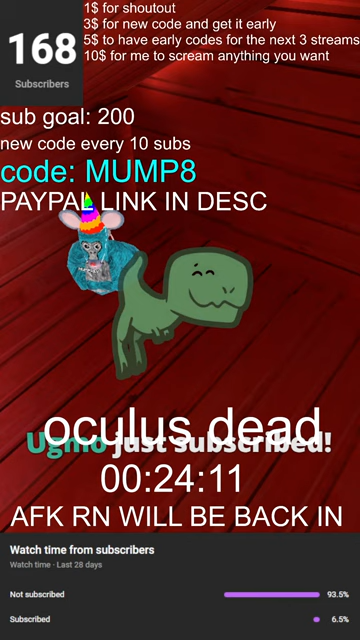 168
Subscribers
1$ for shoutout
3$ for new code and get it early
5$ to have early codes for the next 3 streams
10$ for me to scream anything you want
sub goal: 200
new code every 10 subs
code: MUMP8
PAYPAL LINK IN DESC
oculus dead
Ugmo just subscribed!
00:24:11
AFK RN WILL BE BACK IN
Watch time from subscribers
Watch time · Last 28 days
Not subscribed 93.5%
Subscribed 6.5%